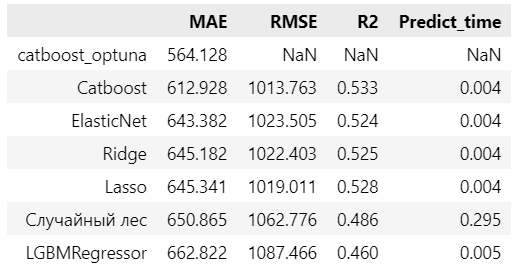 MAE RMSE R2 Predict_time
catboost_optuna 564.128 NaN NaN NaN
Catboost 612.928 1013.763 0.533 0.004
ElasticNet 643.382 1023.505 0.524 0.004
Ridge 645.182 1022.403 0.525 0.004
Lasso 645.341 1019.011 0.528 0.004
Случайный лес 650.865 1062.776 0.486 0.295
LGBMRegressor 662.822 1087.466 0.460 0.005